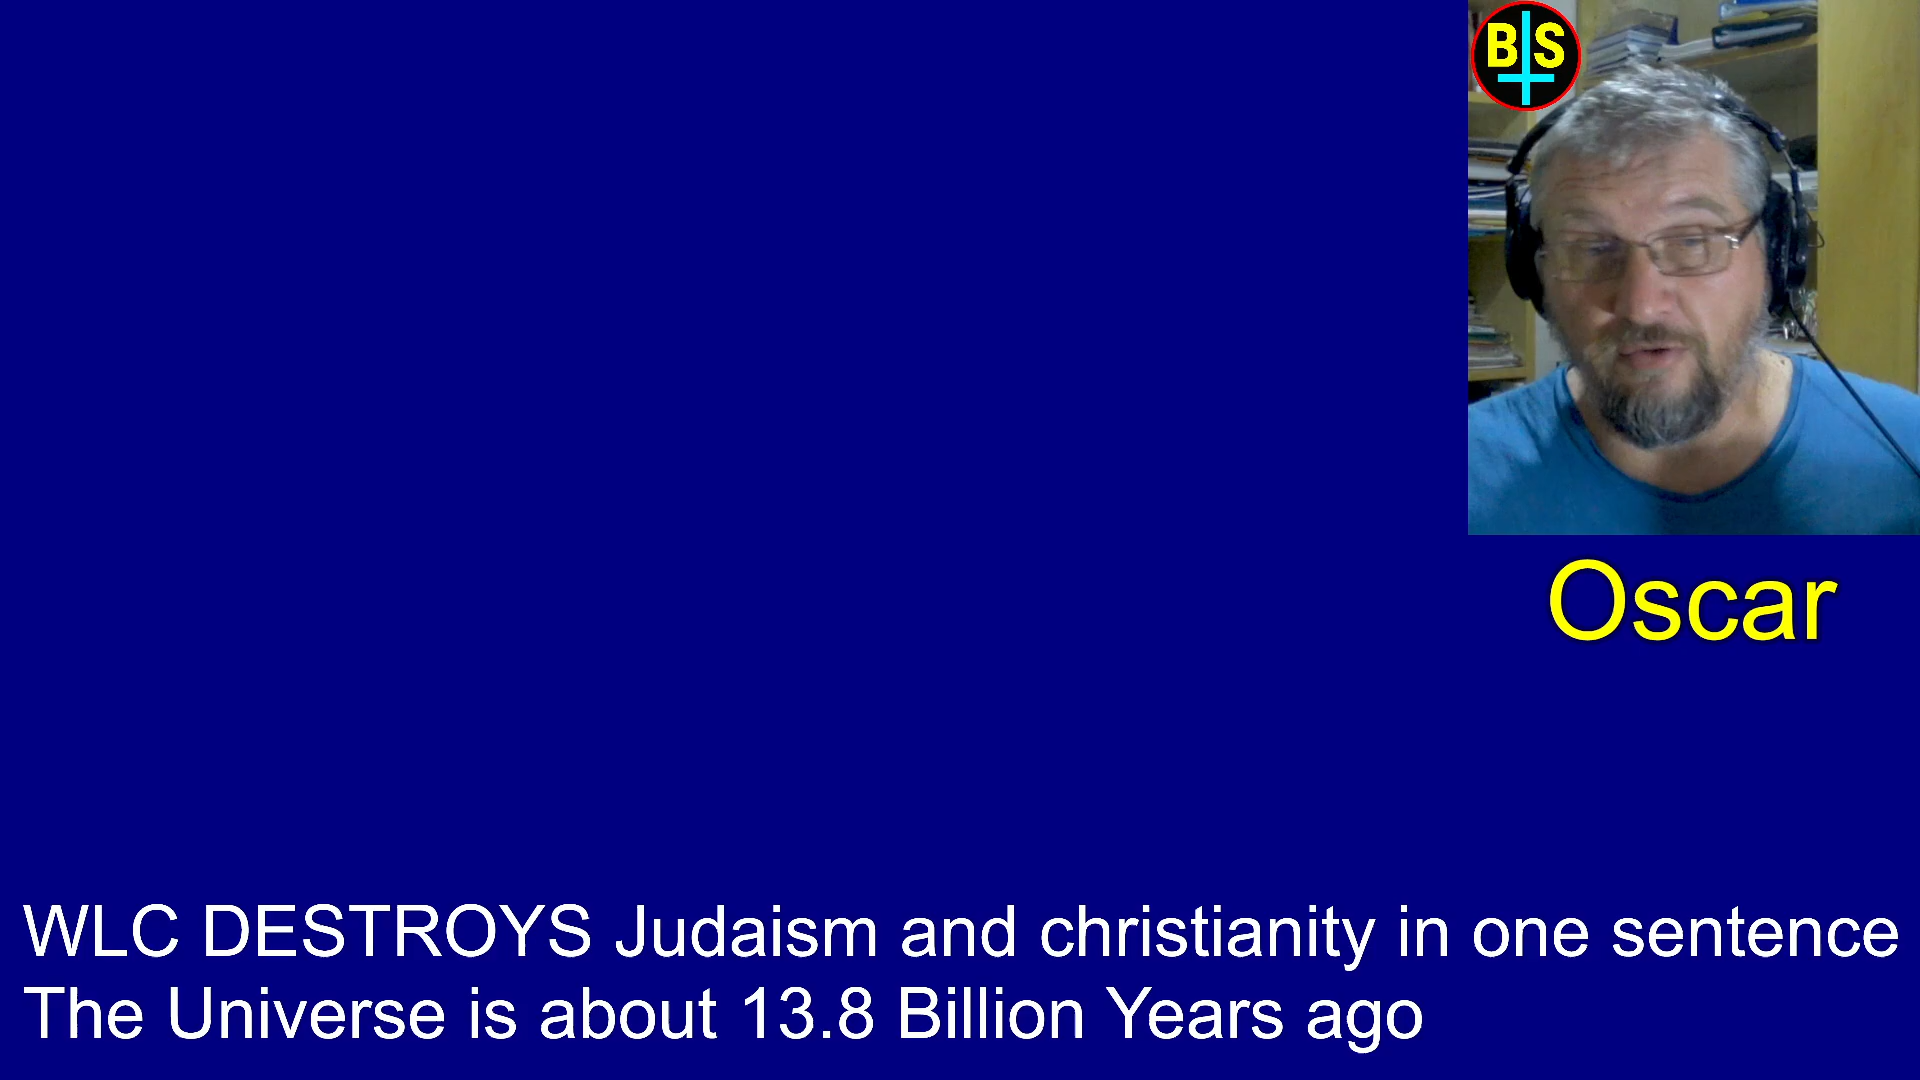 BS
Oscar
WLC DESTROYS Judaism and christianity in one sentence
The Universe is about 13.8 Billion Years ago